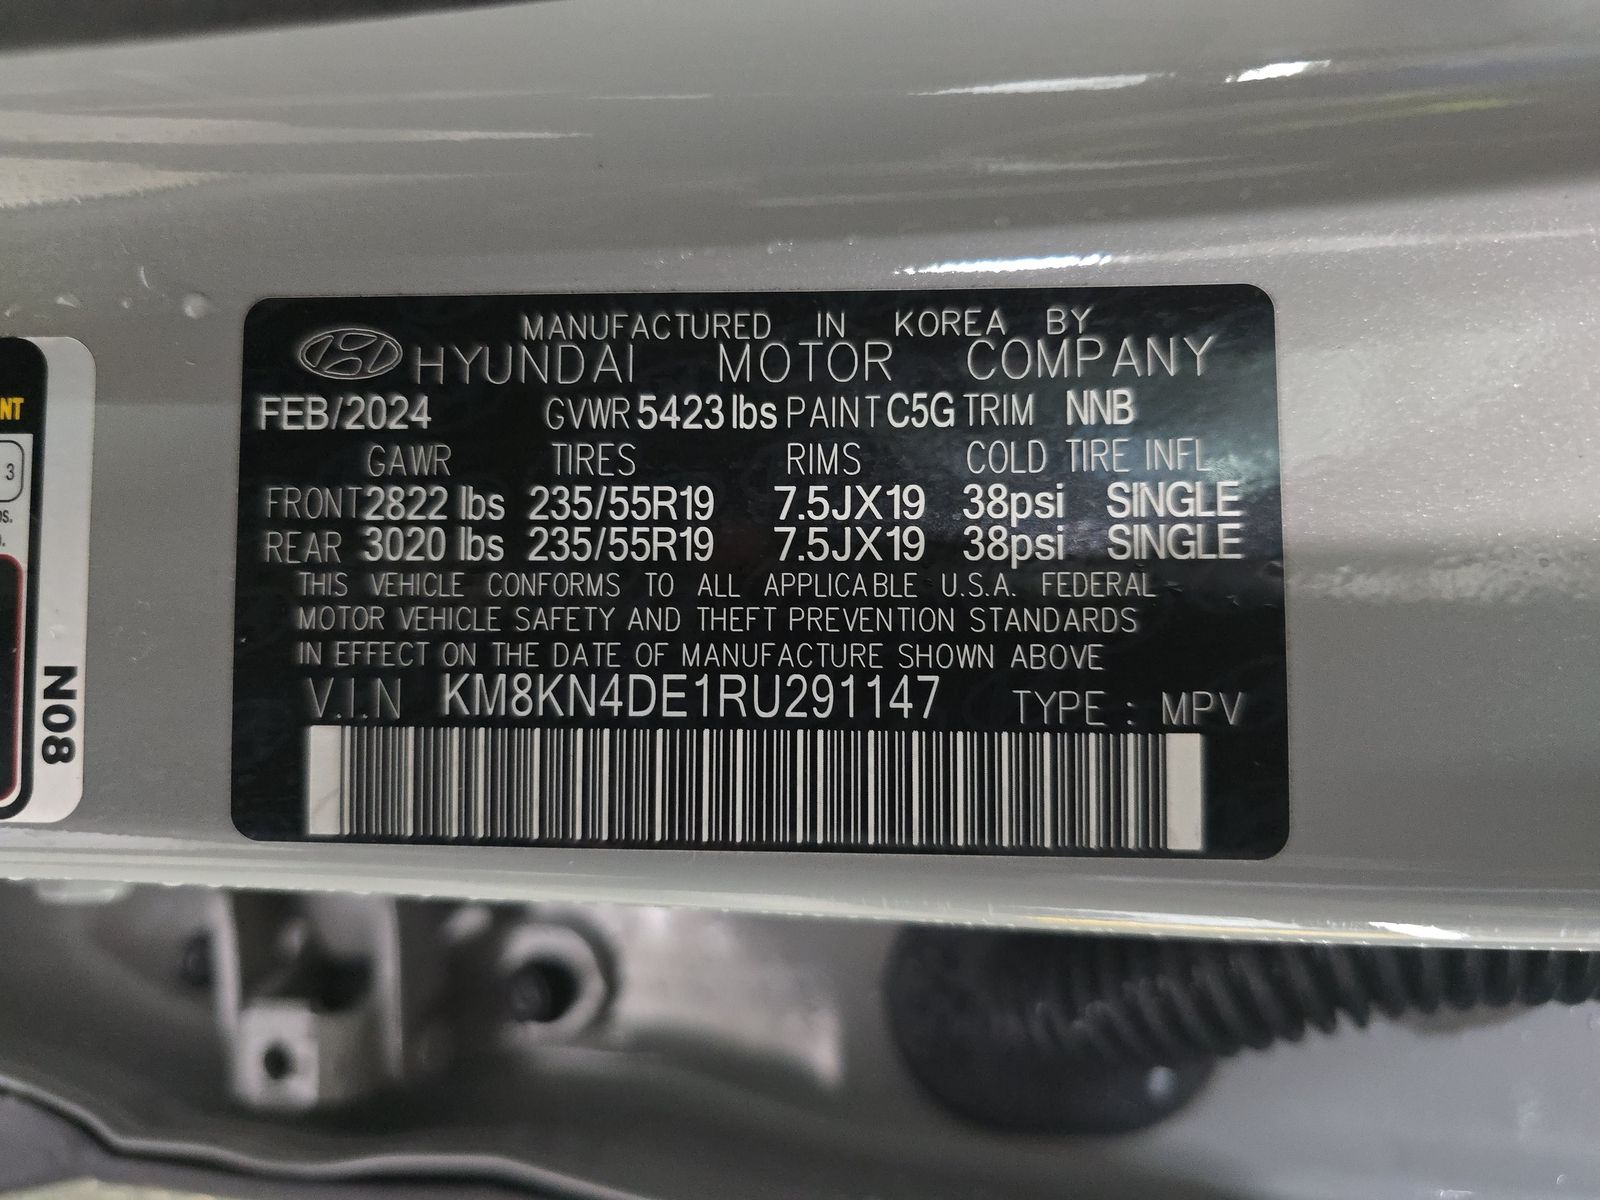 MANUFACTURED IN KOREA BY
HYUNDAI MOTOR COMPANY
FEB/2024 GVWR 5423 lbs PAINT C5G TRIM NNB
GAWR TIRES RIMS COLD TIRE INFL
FRONT 2822 lbs 235/55R19 7.5JX19 38psi SINGLE
REAR 3020 lbs 235/55R19 7.5JX19 38psi SINGLE
THIS VEHICLE CONFORMS TO ALL APPLICABLE U.S.A. FEDERAL
MOTOR VEHICLE SAFETY AND THEFT PREVENTION STANDARDS
IN EFFECT ON THE DATE OF MANUFACTURE SHOWN ABOVE
V.I.N KM8KN4DE1RU291147 TYPE : MPV
NT
3
N08